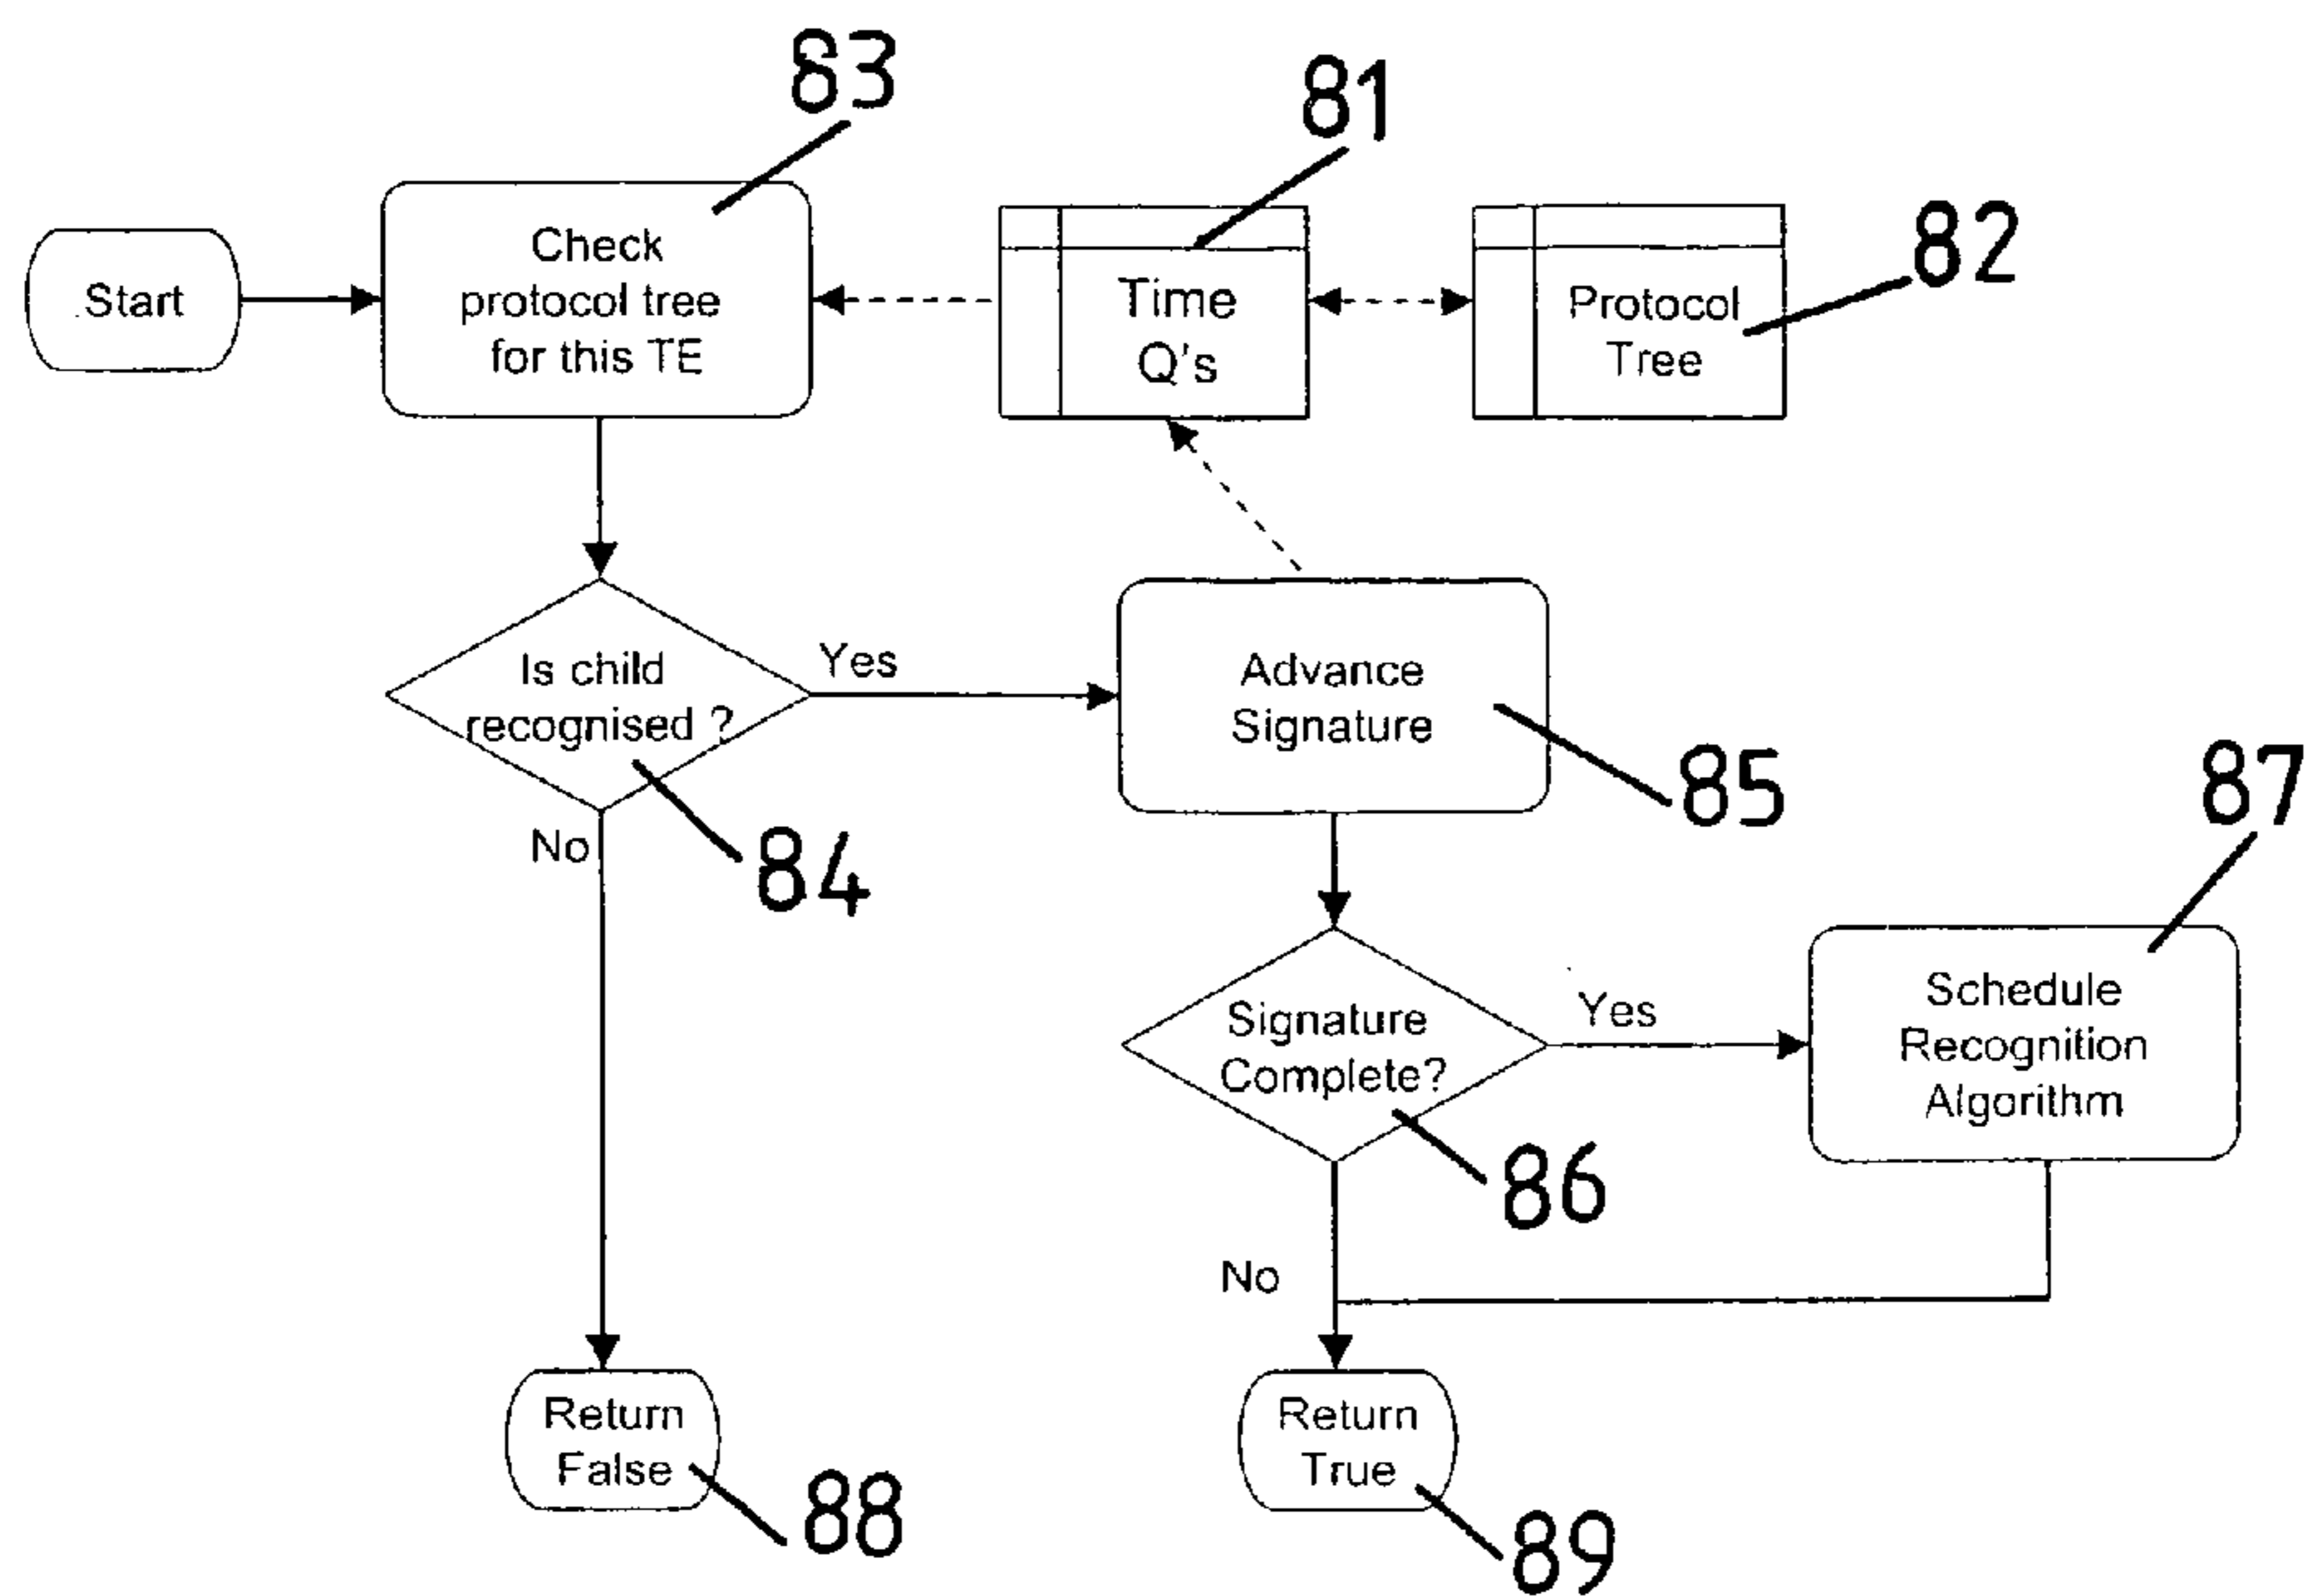 83
81
82
Start
Check
protocol tree
for this TE
Time
Q's
Protocol
Tree
Is child
recognised ?
Yes
No
84
Advance
Signature
85
87
Signature
Complete?
Yes
No
86
Schedule
Recognition
Algorithm
Return
False
88
Return
True
89